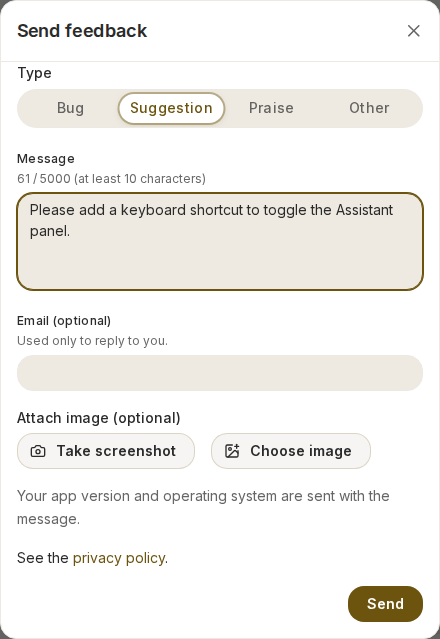 Send feedback
Type
Bug
Suggestion
Praise
Other
Message
61 / 5000 (at least 10 characters)
Please add a keyboard shortcut to toggle the Assistant
panel.
Email (optional)
Used only to reply to you.
Attach image (optional)
Take screenshot
Choose image
Your app version and operating system are sent with the
message.
See the privacy policy.
Send